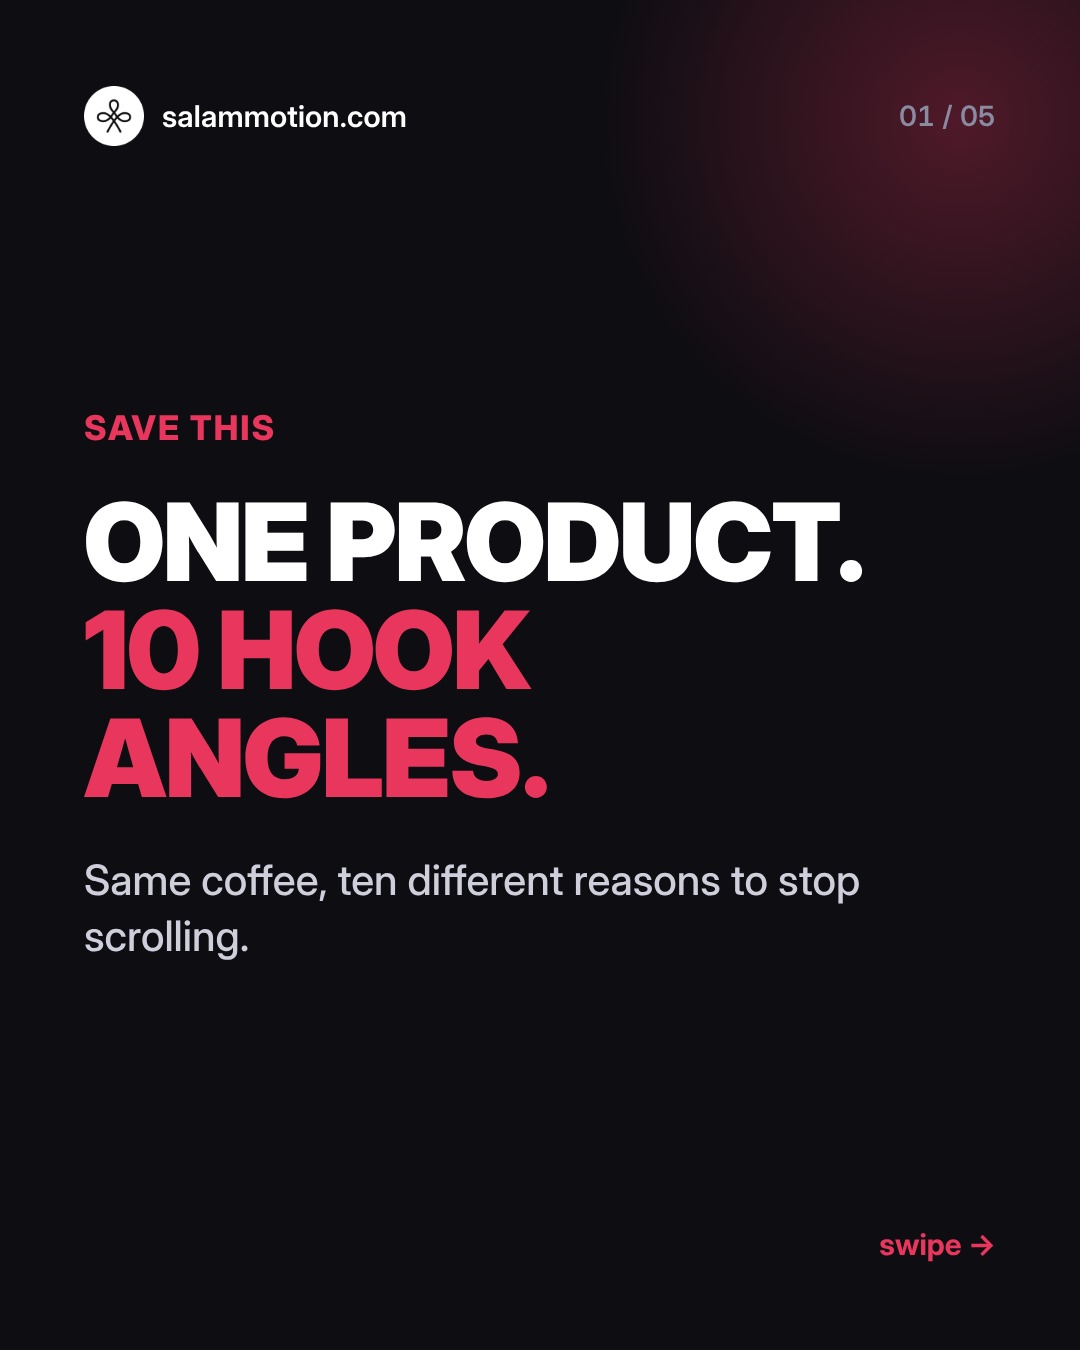 salammotion.com
01 / 05
SAVE THIS
ONE PRODUCT.
10 HOOK
ANGLES.
Same coffee, ten different reasons to stop
scrolling.
swipe →